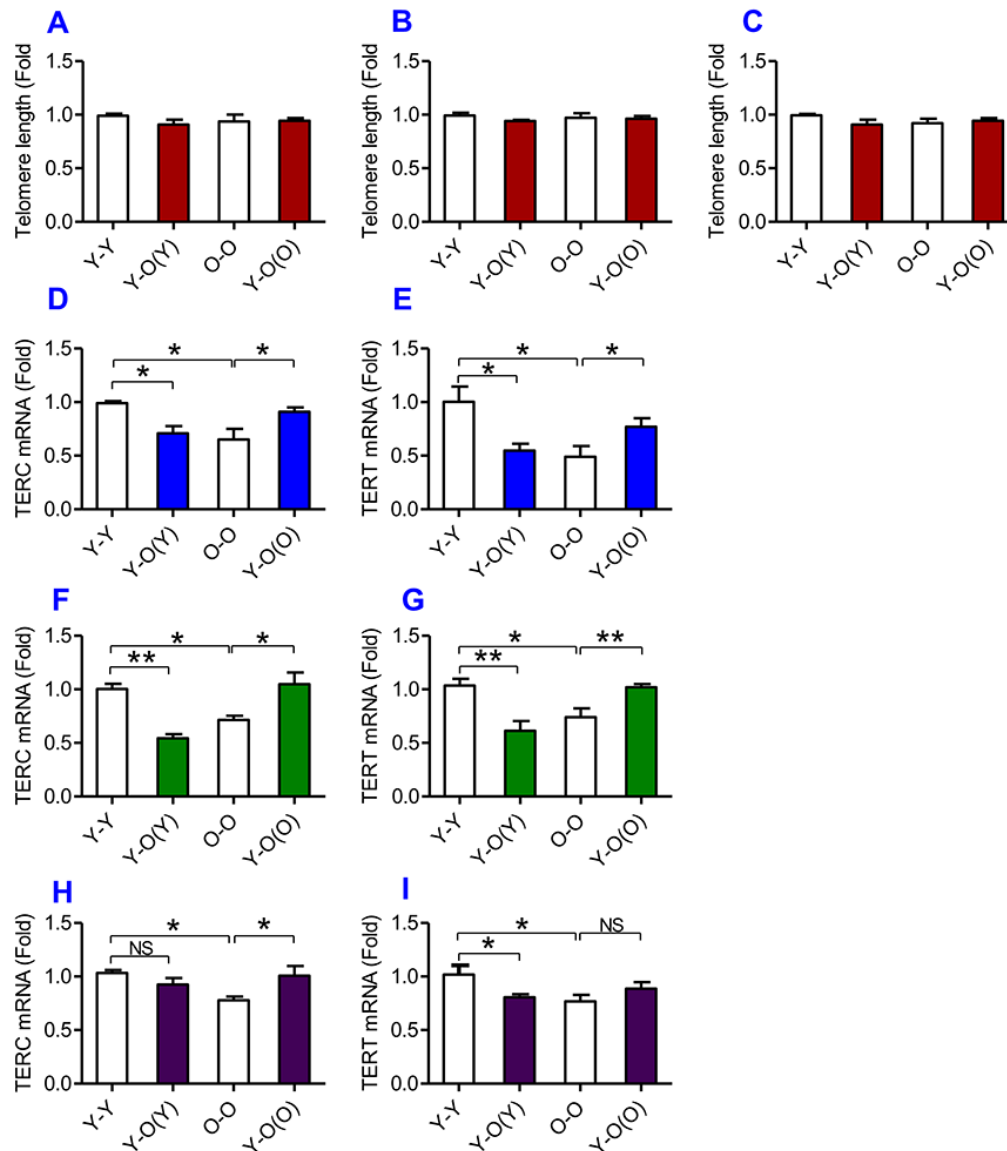 A
Telomere length (Fold
1.5
1.0
0.5
0.0
Y-Y
Y-O(Y)
O-O
Y-O(O)
B
Telomere length (Fold
1.5
1.0
0.5
0.0
Y-Y
Y-O(Y)
O-O
Y-O(O)
C
Telomere length (Fold
1.5
1.0
0.5
0.0
Y-Y
Y-O(Y)
O-O
Y-O(O)
D
TERC mRNA (Fold)
1.5
1.0
0.5
0.0
*
*
*
Y-Y
Y-O(Y)
O-O
Y-O(O)
E
TERT mRNA (Fold)
1.5
1.0
0.5
0.0
*
*
*
Y-Y
Y-O(Y)
O-O
Y-O(O)
F
TERC mRNA (Fold)
1.5
1.0
0.5
0.0
*
*
**
Y-Y
Y-O(Y)
O-O
Y-O(O)
G
TERT mRNA (Fold)
1.5
1.0
0.5
0.0
*
**
**
Y-Y
Y-O(Y)
O-O
Y-O(O)
H
TERC mRNA (Fold)
1.5
1.0
0.5
0.0
*
*
NS
Y-Y
Y-O(Y)
O-O
Y-O(O)
I
TERT mRNA (Fold)
1.5
1.0
0.5
0.0
*
NS
*
Y-Y
Y-O(Y)
O-O
Y-O(O)